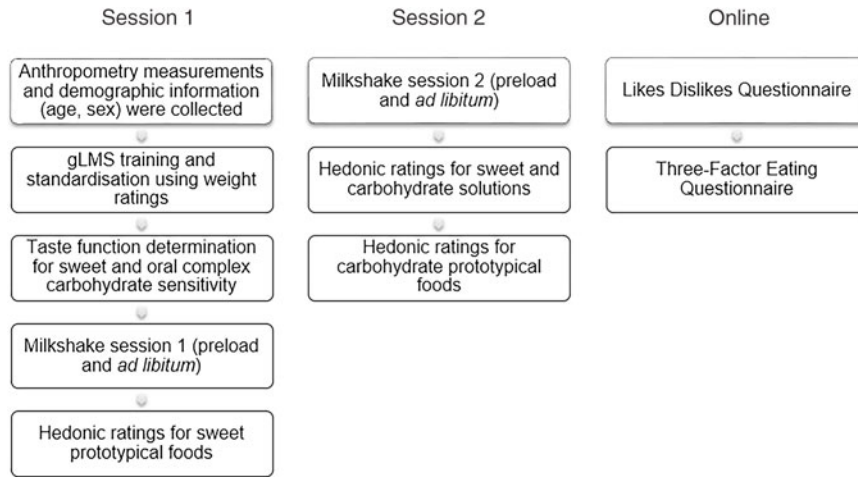 Session 1
Anthropometry measurements
and demographic information
(age, sex) were collected
gLMS training and
standardisation using weight
ratings
Taste function determination
for sweet and oral complex
carbohydrate sensitivity
Milkshake session 1 (preload
and ad libitum)
Hedonic ratings for sweet
prototypical foods
Session 2
Milkshake session 2 (preload
and ad libitum)
Hedonic ratings for sweet and
carbohydrate solutions
Hedonic ratings for
carbohydrate prototypical
foods
Online
Likes Dislikes Questionnaire
Three-Factor Eating
Questionnaire